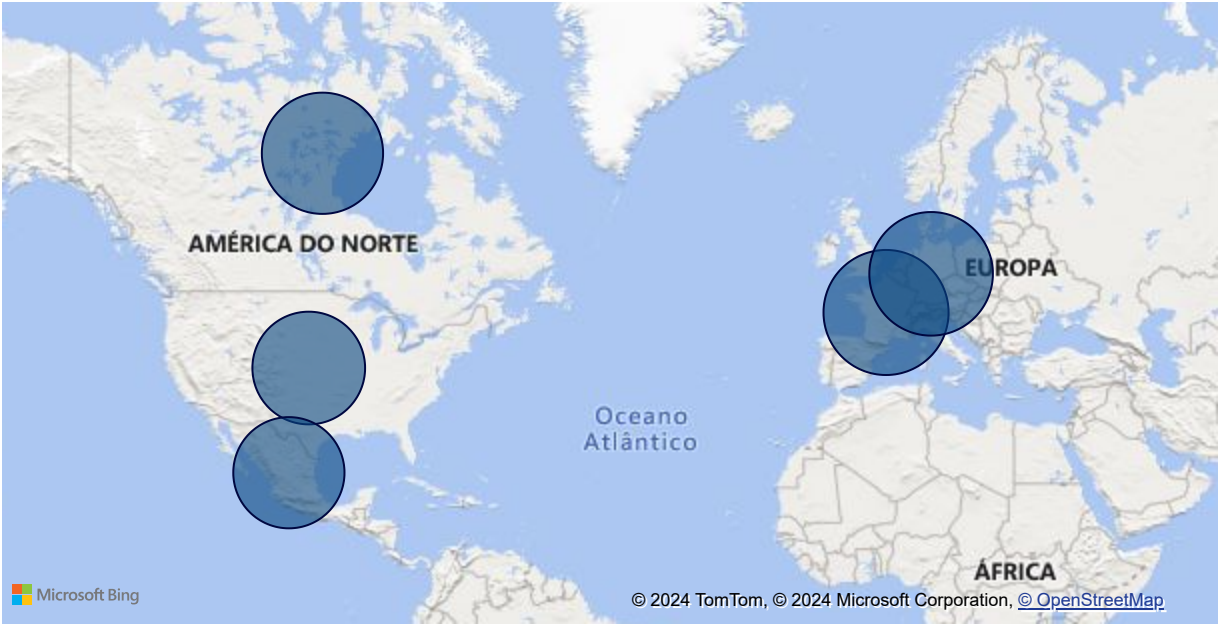 AMÉRICA DO NORTE
EUROPA
Oceano
Atlântico
ÁFRICA
Microsoft Bing
© 2024 TomTom, © 2024 Microsoft Corporation, © OpenStreetMap